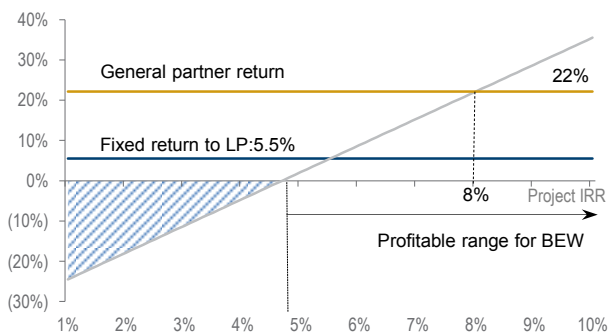 40%
30%
General partner return
22%
20%
10%
Fixed return to LP:5.5%
0%
8%
Project IRR
(10%)
Profitable range for BEW
(20%)
(30%)
1% 2% 3% 4% 5% 6% 7% 8% 9% 10%